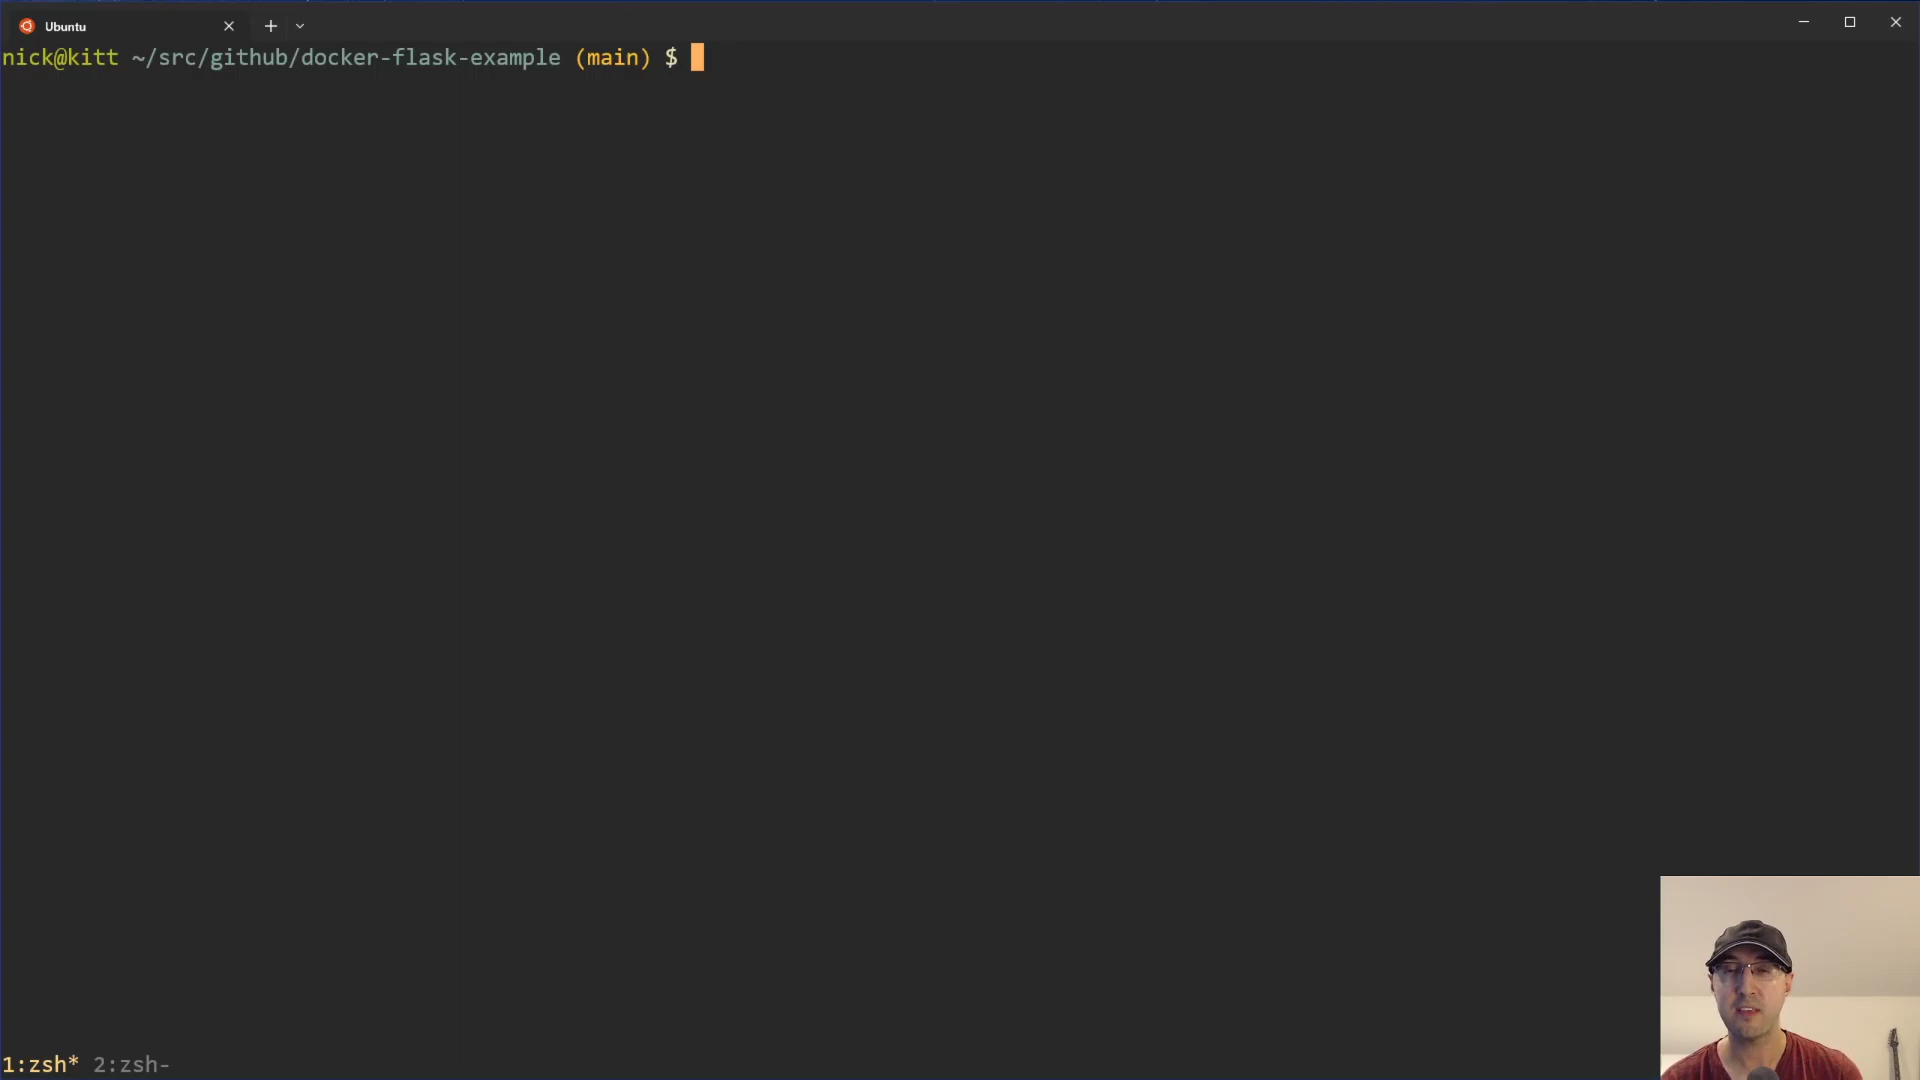 Ubuntu
nick@kitt ~/src/github/docker-flask-example (main) $
1:zsh* 2:zsh-